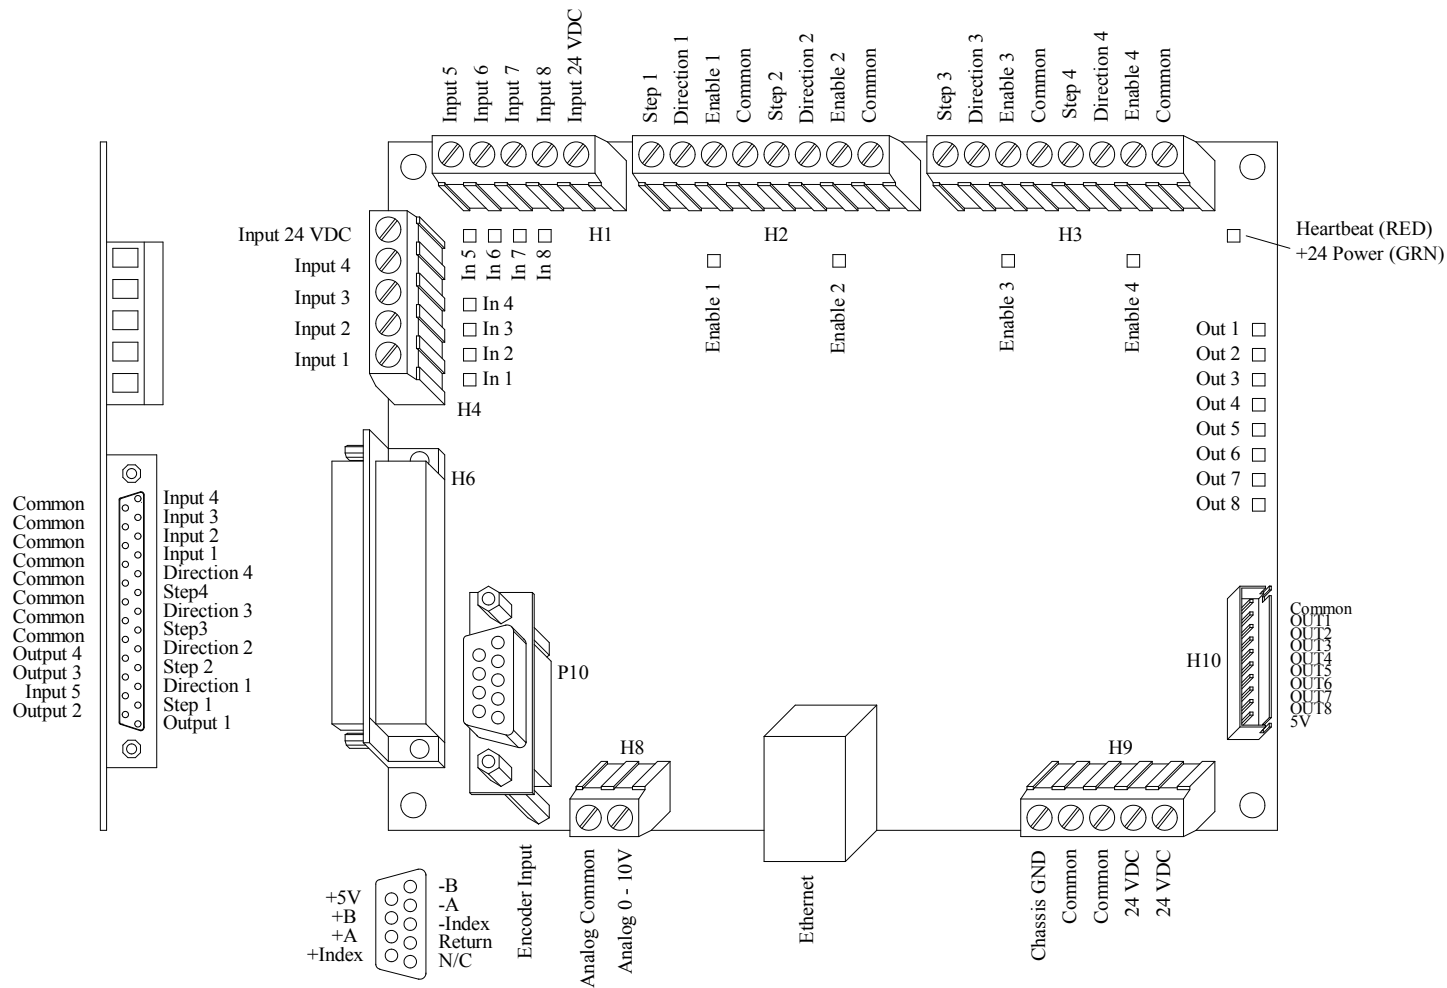 Input 5
Input 6
Input 7
Input 8
Input 24 VDC
Step 1
Direction 1
Enable 1
Common
Step 2
Direction 2
Enable 2
Common
Step 3
Direction 3
Enable 3
Common
Step 4
Direction 4
Enable 4
Common
H1
H2
H3
Input 24 VDC
Input 4
Input 3
Input 2
Input 1
In 5
In 6
In 7
In 8
In 4
In 3
In 2
In 1
H4
Enable 1
Enable 2
Enable 3
Enable 4
Heartbeat (RED)
+24 Power (GRN)
Out 1
Out 2
Out 3
Out 4
Out 5
Out 6
Out 7
Out 8
H6
Common
Common
Common
Common
Common
Common
Common
Common
Output 4
Output 3
Input 5
Output 2
Input 4
Input 3
Input 2
Input 1
Direction 4
Step4
Direction 3
Step3
Direction 2
Step 2
Direction 1
Step 1
Output 1
P10
H10
Common
OUT1
OUT2
OUT3
OUT4
OUT5
OUT6
OUT7
OUT8
5V
H8
H9
+5V
+B
+A
+Index
-B
-A
-Index
Return
N/C
Encoder Input
Analog Common
Analog 0 - 10V
Ethernet
Chassis GND
Common
Common
24 VDC
24 VDC